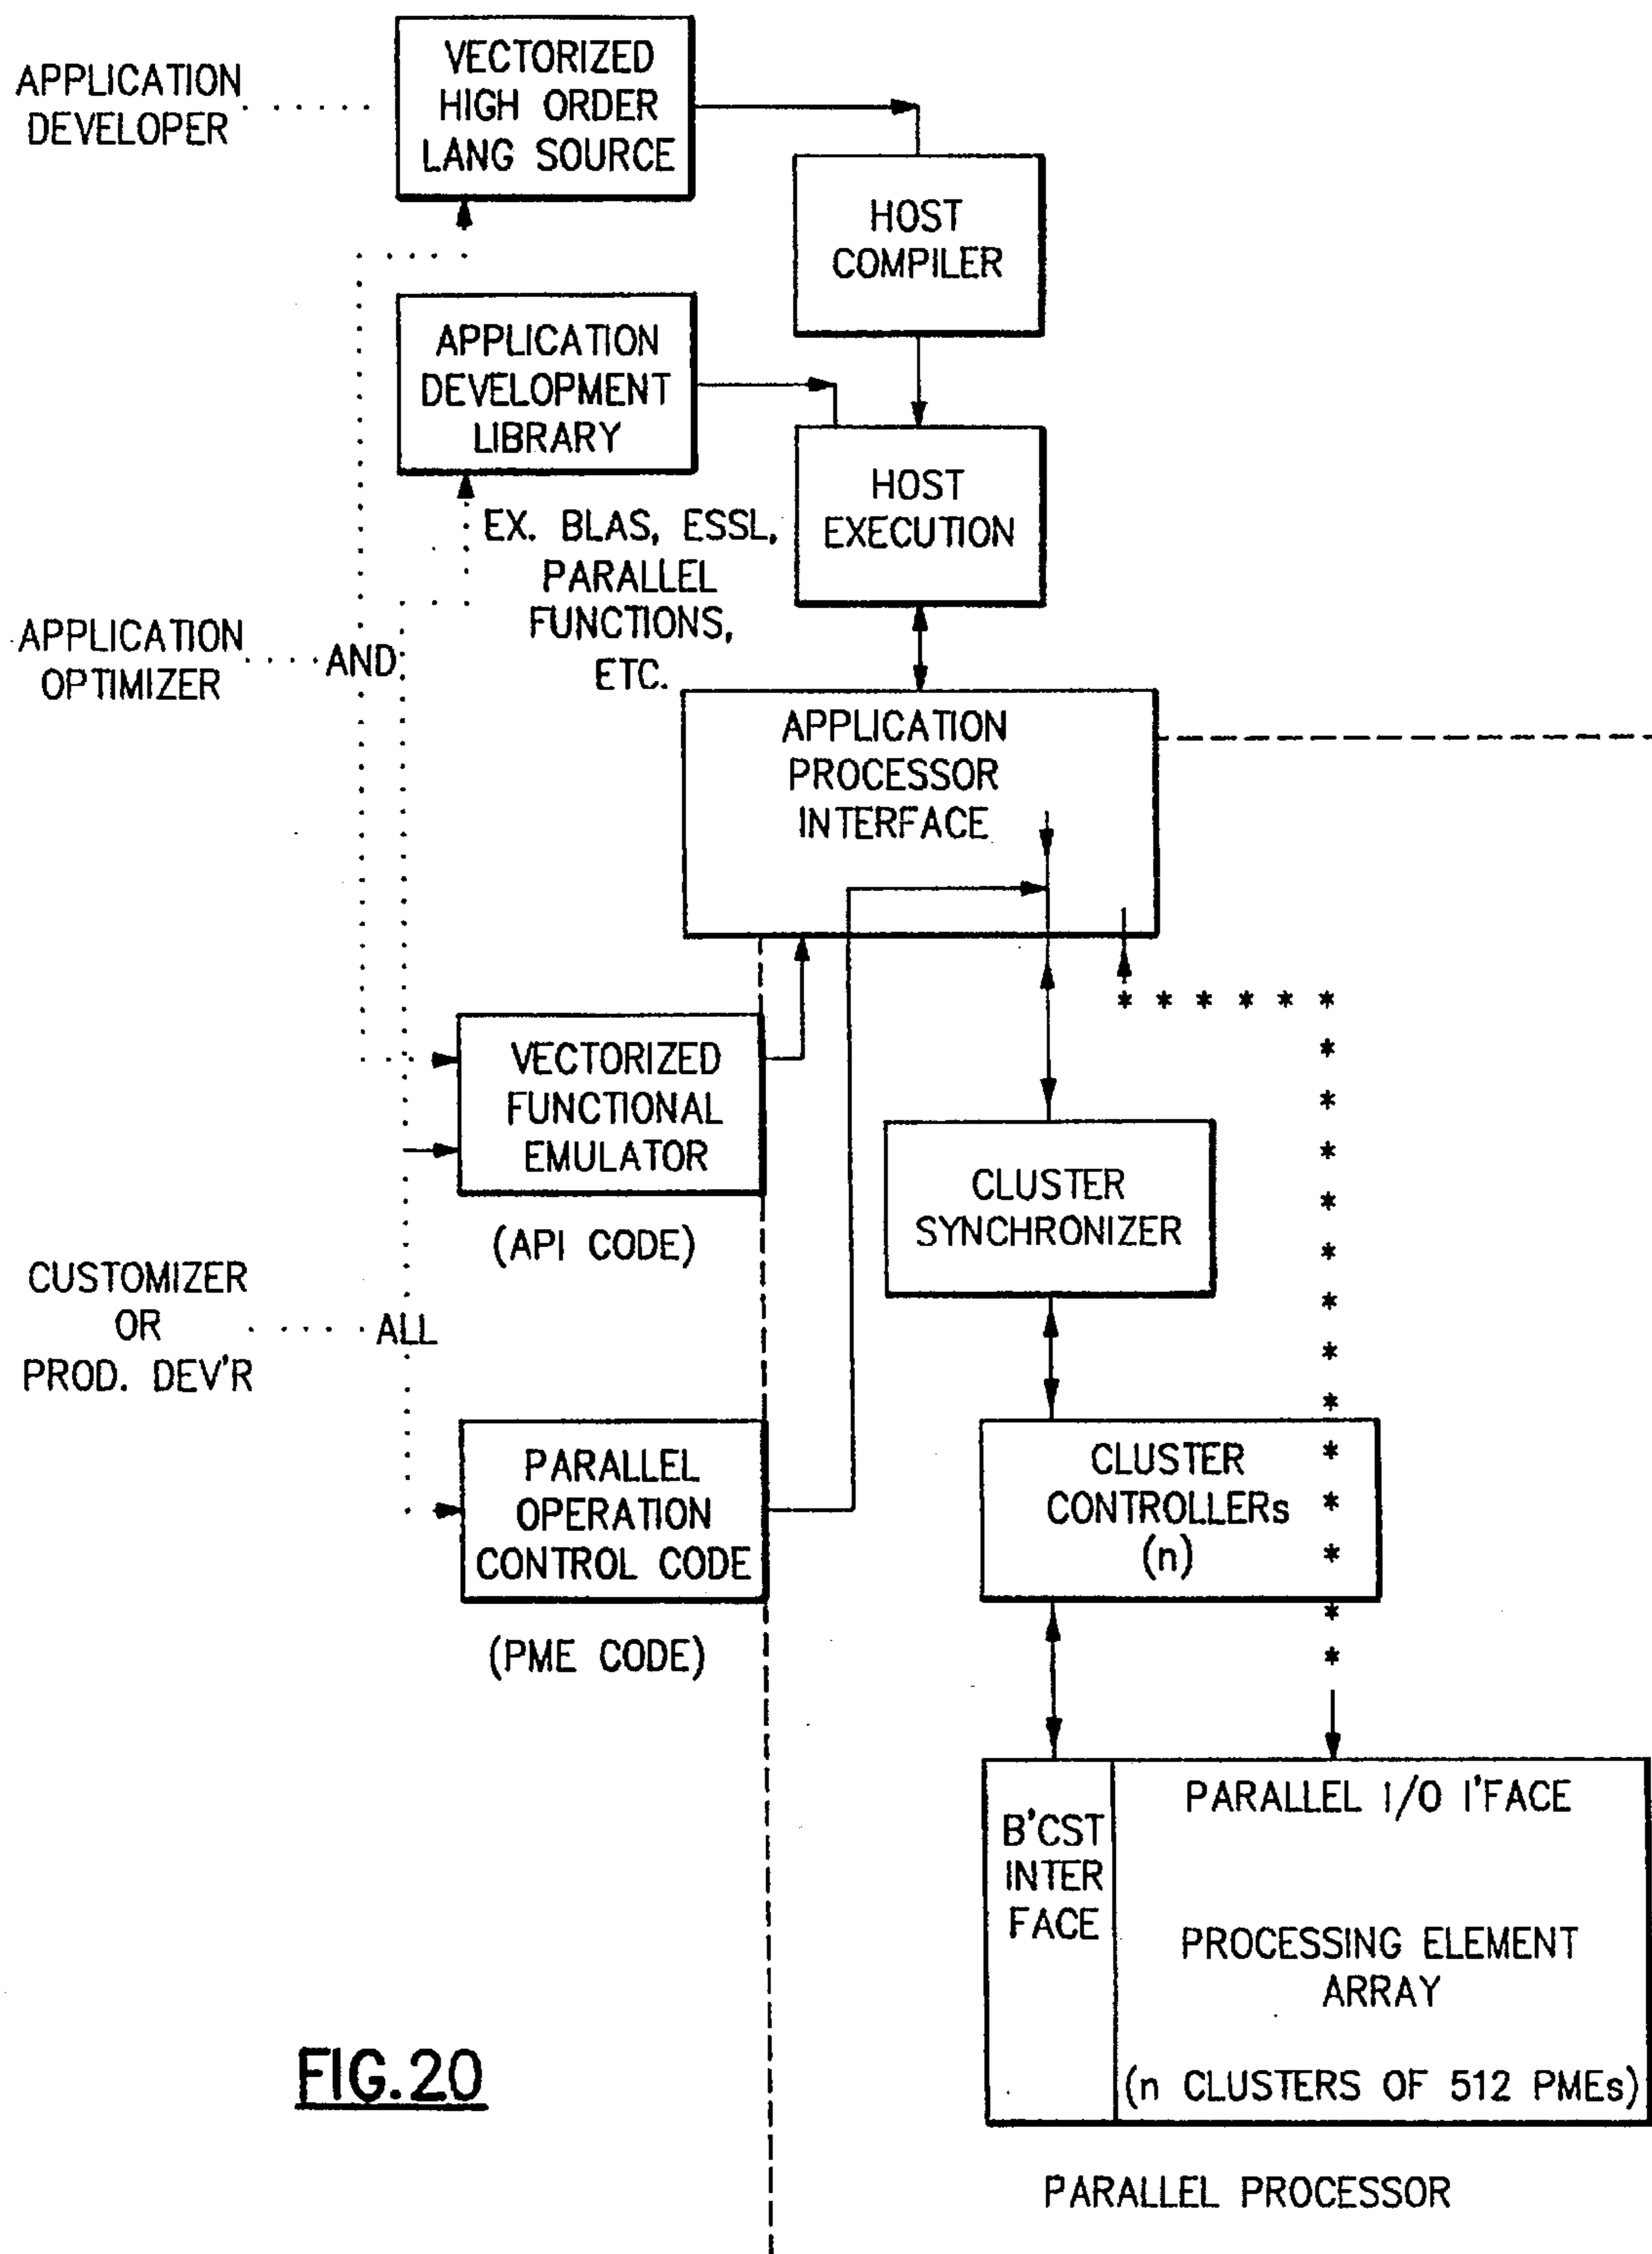 APPLICATION
DEVELOPER
VECTORIZED
HIGH ORDER
LANG SOURCE
HOST
COMPILER
APPLICATION
DEVELOPMENT
LIBRARY
HOST
EXECUTION
EX. BLAS, ESSL,
PARALLEL
FUNCTIONS,
ETC.
APPLICATION
OPTIMIZER
AND
APPLICATION
PROCESSOR
INTERFACE
VECTORIZED
FUNCTIONAL
EMULATOR
(API CODE)
CLUSTER
SYNCHRONIZER
CUSTOMIZER
OR
PROD. DEV'R
ALL
PARALLEL
OPERATION
CONTROL CODE
(PME CODE)
CLUSTER
CONTROLLERs
(n)
B'CST
INTER
FACE
PARALLEL I/O I'FACE
PROCESSING ELEMENT
ARRAY
(n CLUSTERS OF 512 PMEs)
FIG.20
PARALLEL PROCESSOR